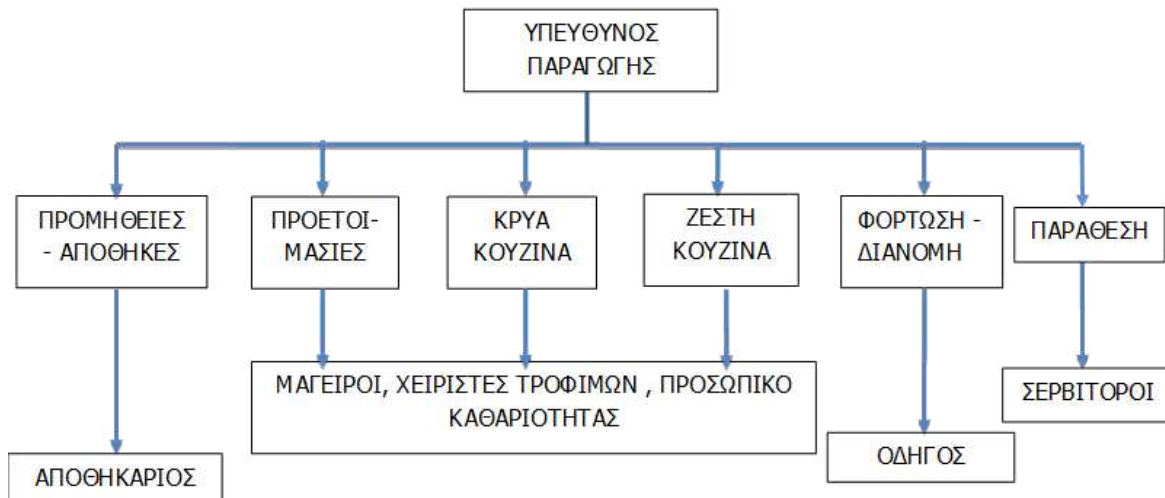 ΥΠΕΥΘΥΝΟΣ
ΠΑΡΑΓΩΓΗΣ
ΠΡΟΜΗΘΕΙΕΣ
- ΑΠΟΘΗΚΕΣ
ΠΡΟΕΤΟΙ-
ΜΑΣΙΕΣ
ΚΡΥΑ
ΚΟΥΖΙΝΑ
ΖΕΣΤΗ
ΚΟΥΖΙΝΑ
ΦΟΡΤΩΣΗ -
ΔΙΑΝΟΜΗ
ΠΑΡΑΘΕΣΗ
ΜΑΓΕΙΡΟΙ, ΧΕΙΡΙΣΤΕΣ ΤΡΟΦΙΜΩΝ , ΠΡΟΣΩΠΙΚΟ
ΚΑΘΑΡΙΟΤΗΤΑΣ
ΣΕΡΒΙΤΟΡΟΙ
ΑΠΟΘΗΚΑΡΙΟΣ
ΟΔΗΓΟΣ